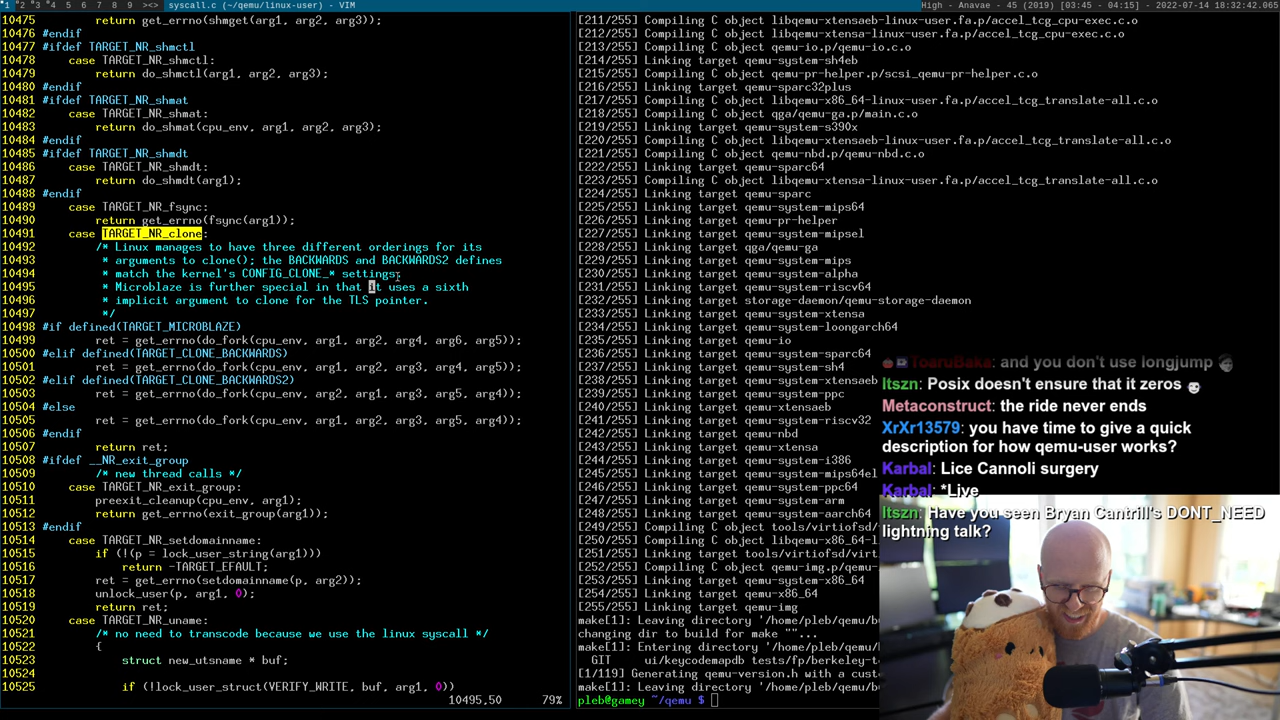 1 2 3 4 5 6 7 8 9 ><> syscall.c (~/qemu/linux-user) - VIM
High - Anavae - 45 (2019) [03:45 - 04:15] - 2022-07-14 18:32:42.065
10475 return get_errno(shmget(arg1, arg2, arg3));
10476 #endif
10477 #ifdef TARGET_NR_shmctl
10478 case TARGET_NR_shmctl:
10479 return do_shmctl(arg1, arg2, arg3);
10480 #endif
10481 #ifdef TARGET_NR_shmat
10482 case TARGET_NR_shmat:
10483 return do_shmat(cpu_env, arg1, arg2, arg3);
10484 #endif
10485 #ifdef TARGET_NR_shmdt
10486 case TARGET_NR_shmdt:
10487 return do_shmdt(arg1);
10488 #endif
10489 case TARGET_NR_fsync:
10490 return get_errno(fsync(arg1));
10491 case TARGET_NR_clone:
10492 /* Linux manages to have three different orderings for its
10493 * arguments to clone(); the BACKWARDS and BACKWARDS2 defines
10494 * match the kernel's CONFIG_CLONE_* settings.
10495 * Microblaze is further special in that it uses a sixth
10496 * implicit argument to clone for the TLS pointer.
10497 */
10498 #if defined(TARGET_MICROBLAZE)
10499 ret = get_errno(do_fork(cpu_env, arg1, arg2, arg4, arg6, arg5));
10500 #elif defined(TARGET_CLONE_BACKWARDS)
10501 ret = get_errno(do_fork(cpu_env, arg1, arg2, arg3, arg4, arg5));
10502 #elif defined(TARGET_CLONE_BACKWARDS2)
10503 ret = get_errno(do_fork(cpu_env, arg2, arg1, arg3, arg5, arg4));
10504 #else
10505 ret = get_errno(do_fork(cpu_env, arg1, arg2, arg3, arg5, arg4));
10506 #endif
10507 return ret;
10508 #ifdef __NR_exit_group
10509 /* new thread calls */
10510 case TARGET_NR_exit_group:
10511 preexit_cleanup(cpu_env, arg1);
10512 return get_errno(exit_group(arg1));
10513 #endif
10514 case TARGET_NR_setdomainname:
10515 if (!(p = lock_user_string(arg1)))
10516 return -TARGET_EFAULT;
10517 ret = get_errno(setdomainname(p, arg2));
10518 unlock_user(p, arg1, 0);
10519 return ret;
10520 case TARGET_NR_uname:
10521 /* no need to transcode because we use the linux syscall */
10522 {
10523 struct new_utsname * buf;
10524
10525 if (!lock_user_struct(VERIFY_WRITE, buf, arg1, 0))
10495,50 79%
[211/255] Compiling C object libqemu-xtensaeb-linux-user.fa.p/accel_tcg_cpu-exec.c.o
[212/255] Compiling C object libqemu-xtensa-linux-user.fa.p/accel_tcg_cpu-exec.c.o
[213/255] Compiling C object qemu-io.p/qemu-io.c.o
[214/255] Linking target qemu-system-sh4eb
[215/255] Compiling C object qemu-pr-helper.p/scsi_qemu-pr-helper.c.o
[216/255] Linking target qemu-sparc32plus
[217/255] Compiling C object libqemu-x86_64-linux-user.fa.p/accel_tcg_translate-all.c.o
[218/255] Compiling C object qga/qemu-ga.p/main.c.o
[219/255] Linking target qemu-system-s390x
[220/255] Compiling C object libqemu-xtensaeb-linux-user.fa.p/accel_tcg_translate-all.c.o
[221/255] Compiling C object qemu-nbd.p/qemu-nbd.c.o
[222/255] Linking target qemu-sparc64
[223/255] Compiling C object libqemu-xtensa-linux-user.fa.p/accel_tcg_translate-all.c.o
[224/255] Linking target qemu-sparc
[225/255] Linking target qemu-system-mips64
[226/255] Linking target qemu-pr-helper
[227/255] Linking target qemu-system-mipsel
[228/255] Linking target qga/qemu-ga
[229/255] Linking target qemu-system-mips
[230/255] Linking target qemu-system-alpha
[231/255] Linking target qemu-system-riscv64
[232/255] Linking target storage-daemon/qemu-storage-daemon
[233/255] Linking target qemu-system-xtensa
[234/255] Linking target qemu-system-loongarch64
[235/255] Linking target qemu-io
[236/255] Linking target qemu-system-sparc64
[237/255] Linking target qemu-system-sh4
[238/255] Linking target qemu-system-xtensaeb
[239/255] Linking target qemu-system-ppc
[240/255] Linking target qemu-xtensaeb
[241/255] Linking target qemu-system-riscv32
[242/255] Linking target qemu-nbd
[243/255] Linking target qemu-xtensa
[244/255] Linking target qemu-system-i386
[245/255] Linking target qemu-system-mips64el
[246/255] Linking target qemu-system-ppc64
[247/255] Linking target qemu-system-arm
[248/255] Linking target qemu-system-aarch64
[249/255] Compiling C object tools/virtiofsd/
[250/255] Compiling C object libqemu-x86_64-l
[251/255] Linking target tools/virtiofsd/virt
[252/255] Compiling C object qemu-img.p/qemu-
[253/255] Linking target qemu-system-x86_64
[254/255] Linking target qemu-x86_64
[255/255] Linking target qemu-img
make[1]: Leaving directory '/home/pleb/qemu/bu
changing dir to build for make ""...
make[1]: Entering directory '/home/pleb/qemu/b
GIT ui/keycodemapdb tests/fp/berkeley-t
[1/119] Generating qemu-version.h with a custo
make[1]: Leaving directory '/home/pleb/qemu/bu
pleb@gamey ~/qemu $
ToaruBaka: and you don't use longjump
Itszn: Posix doesn't ensure that it zeros
Metaconstruct: the ride never ends
XrXr13579: you have time to give a quick
description for how qemu-user works?
Karbal: Lice Cannoli surgery
Karbal: *Live
Itszn: Have you seen Bryan Cantrill's DONT_NEED
lightning talk?